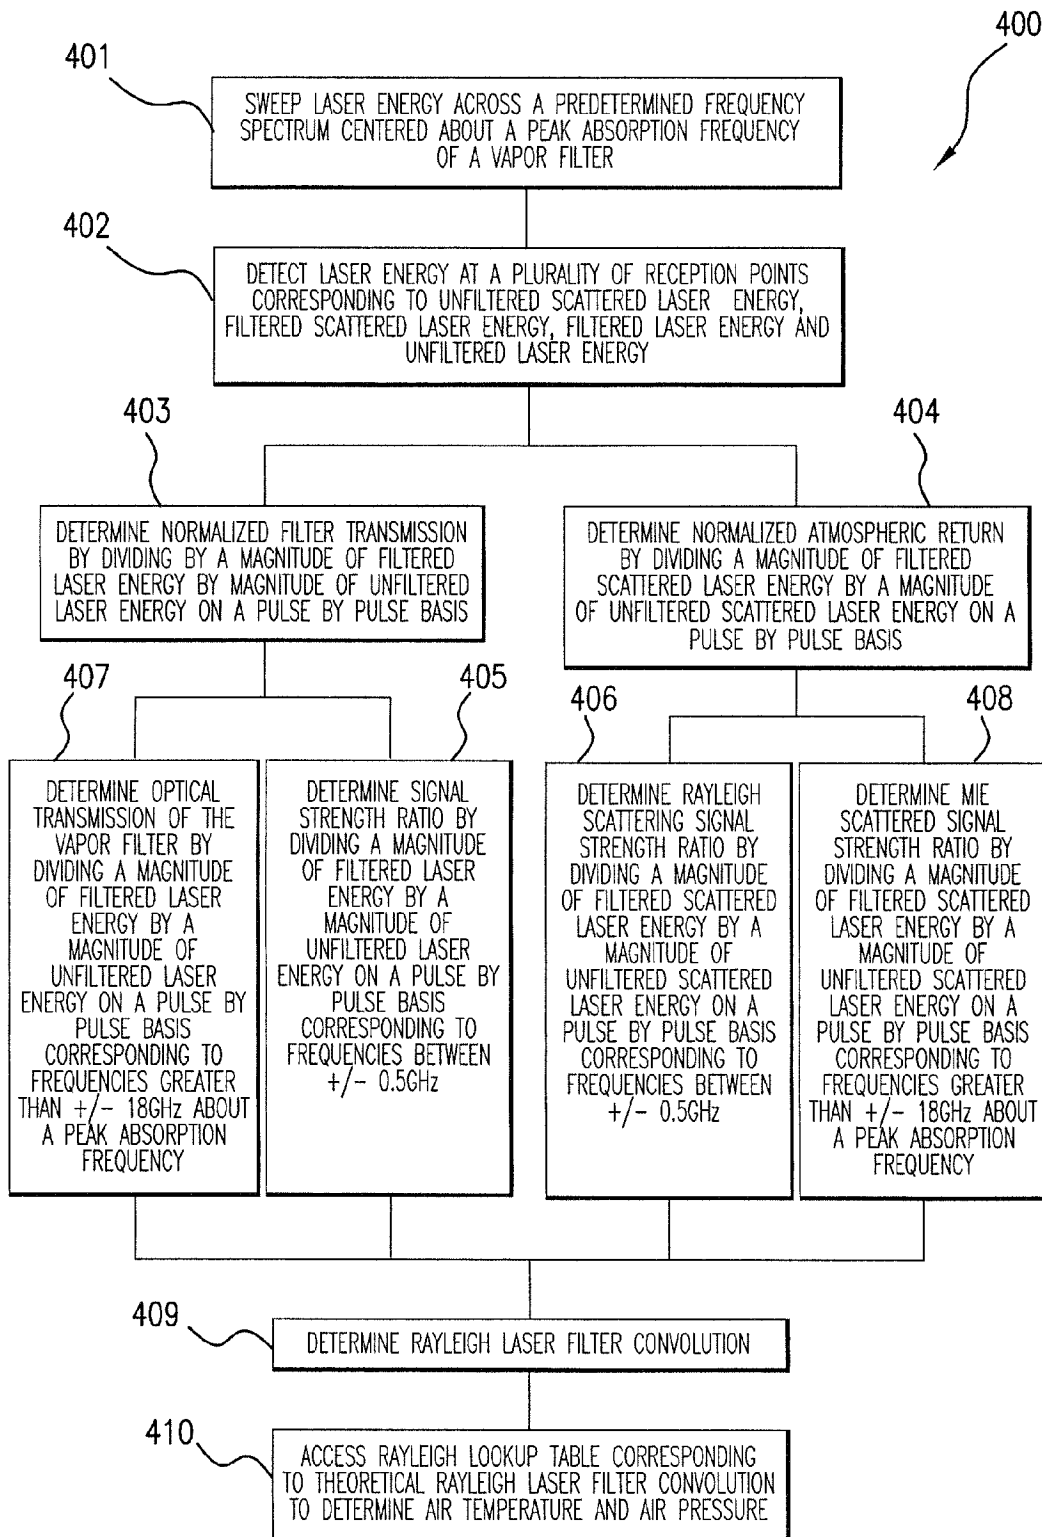 400
401
SWEEP LASER ENERGY ACROSS A PREDETERMINED FREQUENCY
SPECTRUM CENTERED ABOUT A PEAK ABSORPTION FREQUENCY
OF A VAPOR FILTER
402
DETECT LASER ENERGY AT A PLURALITY OF RECEPTION POINTS
CORRESPONDING TO UNFILTERED SCATTERED LASER ENERGY,
FILTERED SCATTERED LASER ENERGY, FILTERED LASER ENERGY AND
UNFILTERED LASER ENERGY
403
DETERMINE NORMALIZED FILTER TRANSMISSION
BY DIVIDING BY A MAGNITUDE OF FILTERED
LASER ENERGY BY MAGNITUDE OF UNFILTERED
LASER ENERGY ON A PULSE BY PULSE BASIS
404
DETERMINE NORMALIZED ATMOSPHERIC RETURN
BY DIVIDING A MAGNITUDE OF FILTERED
SCATTERED LASER ENERGY BY A MAGNITUDE
OF UNFILTERED SCATTERED LASER ENERGY ON A
PULSE BY PULSE BASIS
407
DETERMINE OPTICAL
TRANSMISSION OF THE
VAPOR FILTER BY
DIVIDING A MAGNITUDE
OF FILTERED LASER
ENERGY BY A
MAGNITUDE OF
UNFILTERED LASER
ENERGY ON A PULSE BY
PULSE BASIS
CORRESPONDING TO
FREQUENCIES GREATER
THAN +/- 18GHz ABOUT
A PEAK ABSORPTION
FREQUENCY
405
DETERMINE SIGNAL
STRENGTH RATIO BY
DIVIDING A MAGNITUDE
OF FILTERED LASER
ENERGY BY A
MAGNITUDE OF
UNFILTERED LASER
ENERGY ON A PULSE BY
PULSE BASIS
CORRESPONDING TO
FREQUENCIES BETWEEN
+/- 0.5GHz
406
DETERMINE RAYLEIGH
SCATTERING SIGNAL
STRENGTH RATIO BY
DIVIDING A MAGNITUDE
OF FILTERED SCATTERED
LASER ENERGY BY A
MAGNITUDE OF
UNFILTERED SCATTERED
LASER ENERGY ON A
PULSE BY PULSE BASIS
CORRESPONDING TO
FREQUENCIES BETWEEN
+/- 0.5GHz
408
DETERMINE MIE
SCATTERED SIGNAL
STRENGTH RATIO BY
DIVIDING A MAGNITUDE
OF FILTERED SCATTERED
LASER ENERGY BY A
MAGNITUDE OF
UNFILTERED SCATTERED
LASER ENERGY ON A
PULSE BY PULSE BASIS
CORRESPONDING TO
FREQUENCIES GREATER
THAN +/- 18GHz ABOUT
A PEAK ABSORPTION
FREQUENCY
409
DETERMINE RAYLEIGH LASER FILTER CONVOLUTION
410
ACCESS RAYLEIGH LOOKUP TABLE CORRESPONDING
TO THEORETICAL RAYLEIGH LASER FILTER CONVOLUTION
TO DETERMINE AIR TEMPERATURE AND AIR PRESSURE